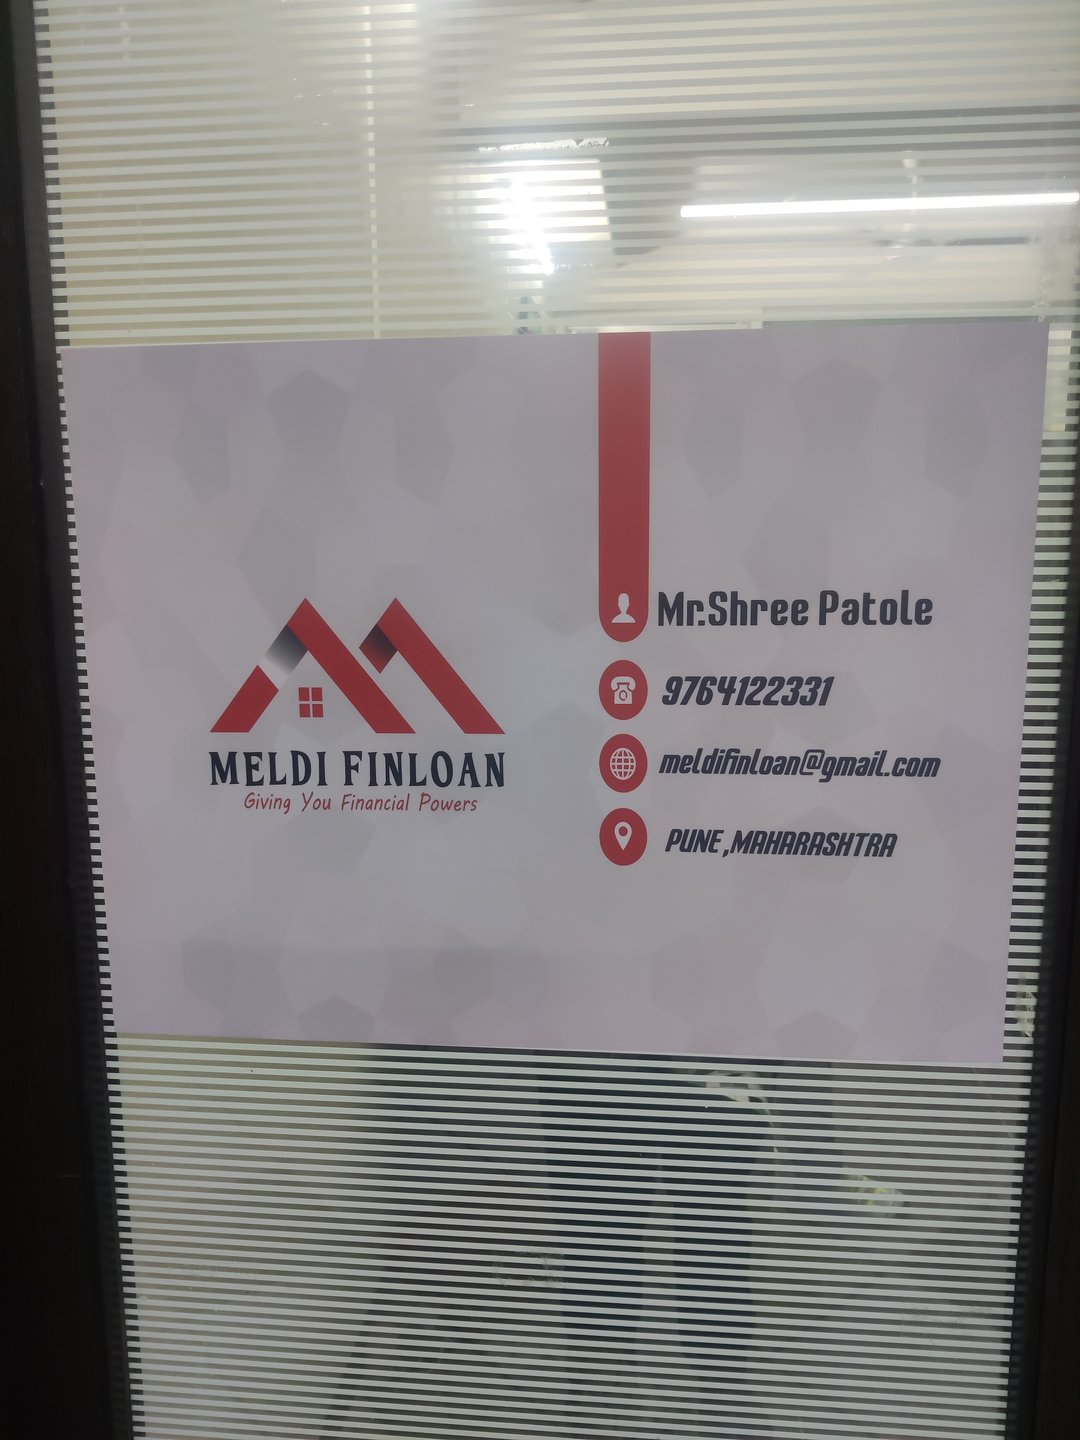 MELDI FINLOAN
Giving You Financial Powers
Mr.Shree Patole
9764122331
meldifinloan@gmail.com
PUNE,MAHARASHTRA